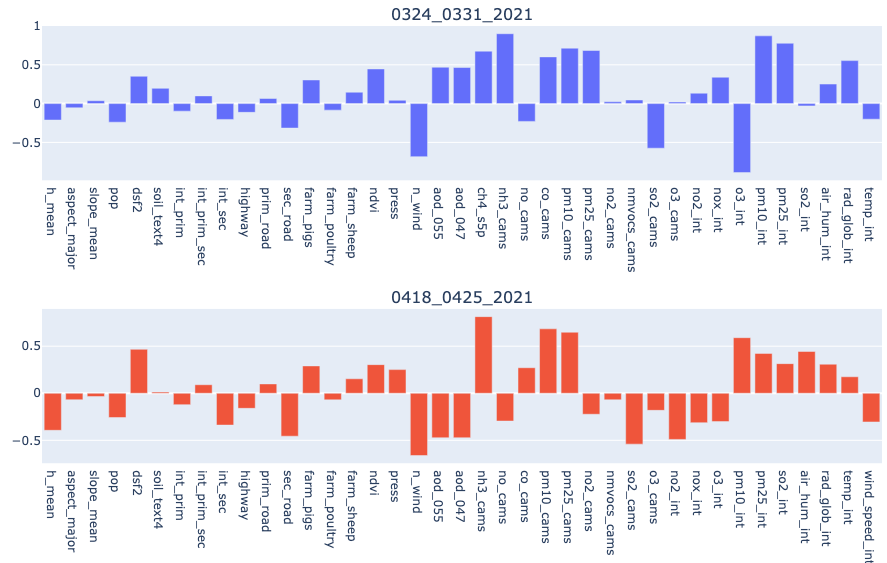 0324_0331_2021
1
0.5
0
−0.5
h_mean
aspect_major
slope_mean
pop
dsf2
soil_text4
int_prim
int_prim_sec
int_sec
highway
prim_road
sec_road
farm_pigs
farm_poultry
farm_sheep
ndvi
press
n_wind
aod_055
aod_047
ch4_s5p
nh3_cams
no_cams
co_cams
pm10_cams
pm25_cams
no2_cams
nmvocs_cams
so2_cams
o3_cams
no2_int
nox_int
o3_int
pm10_int
pm25_int
so2_int
air_hum_int
rad_glob_int
temp_int
0418_0425_2021
0.5
0
−0.5
h_mean
aspect_major
slope_mean
pop
dsf2
soil_text4
int_prim
int_prim_sec
int_sec
highway
prim_road
sec_road
farm_pigs
farm_poultry
farm_sheep
ndvi
press
n_wind
aod_055
aod_047
nh3_cams
no_cams
co_cams
pm10_cams
pm25_cams
no2_cams
nmvocs_cams
so2_cams
o3_cams
no2_int
nox_int
o3_int
pm10_int
pm25_int
so2_int
air_hum_int
rad_glob_int
temp_int
wind_speed_int